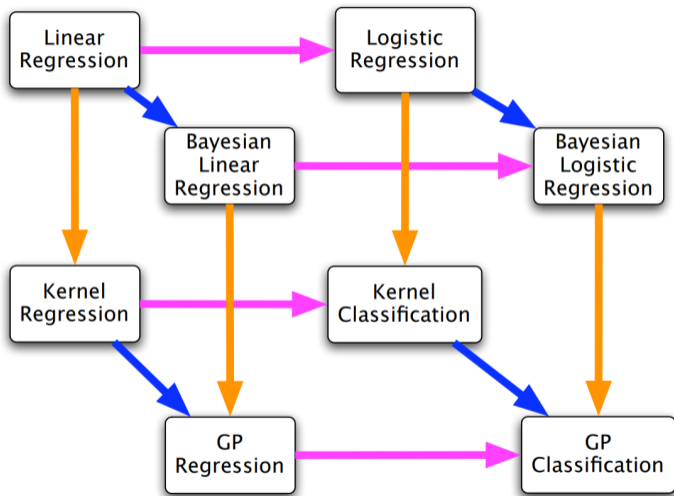 Linear
Regression
Logistic
Regression
Bayesian
Linear
Regression
Bayesian
Logistic
Regression
Kernel
Regression
Kernel
Classification
GP
Regression
GP
Classification